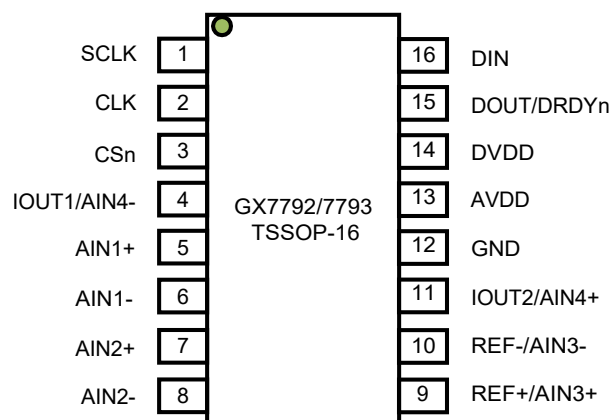 SCLK 1 16 DIN
CLK 2 15 DOUT/DRDYn
CSn 3 14 DVDD
IOUT1/AIN4- 4 13 AVDD
GX7792/7793
TSSOP-16
AIN1+ 5 12 GND
AIN1- 6 11 IOUT2/AIN4+
AIN2+ 7 10 REF-/AIN3-
AIN2- 8 9 REF+/AIN3+